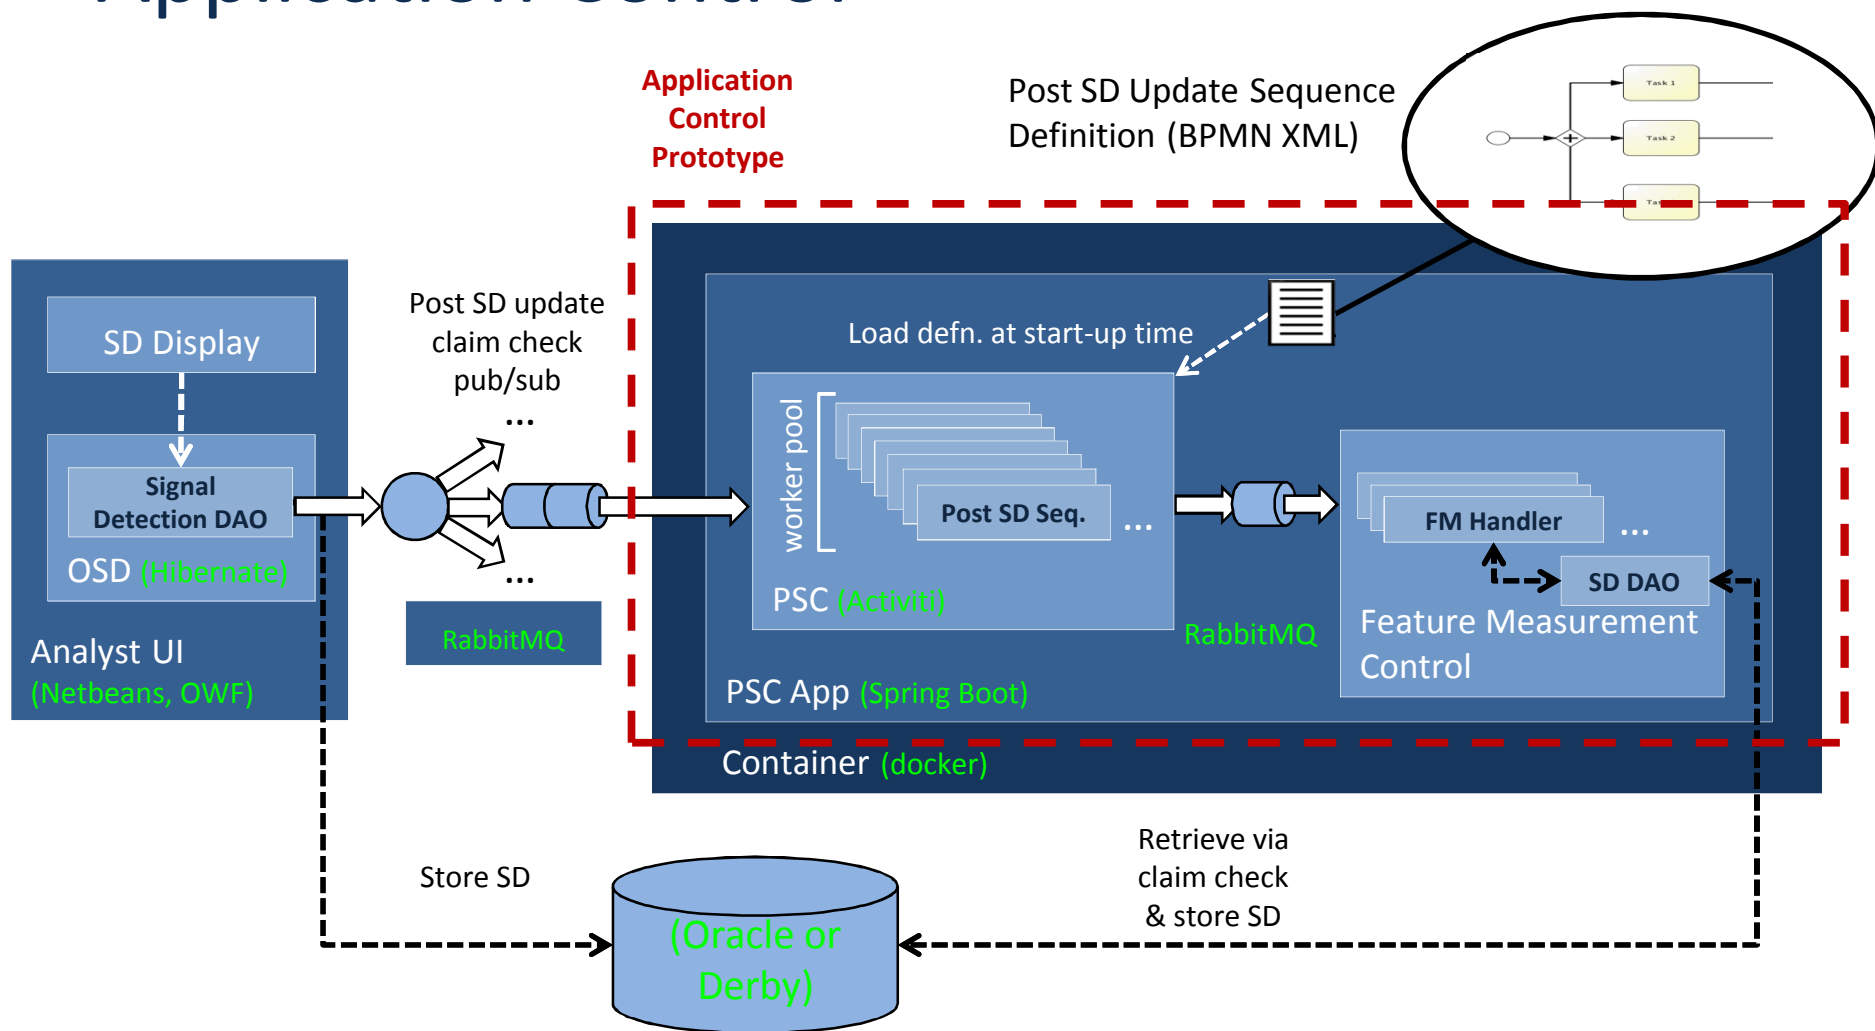 Application Control
Application
Control
Prototype
Post SD Update Sequence
Definition (BPMN XML)
Task 1
Task 2
SD Display
Signal
Detection DAO
OSD (Hibernate)
Analyst UI
(Netbeans, OWF)
Post SD update
claim check
pub/sub
...
...
RabbitMQ
Load defn. at start-up time
worker pool
Post SD Seq.
...
PSC (Activiti)
RabbitMQ
FM Handler
...
SD DAO
Feature Measurement
Control
PSC App (Spring Boot)
Container (docker)
Store SD
(Oracle or
Derby)
Retrieve via
claim check
& store SD